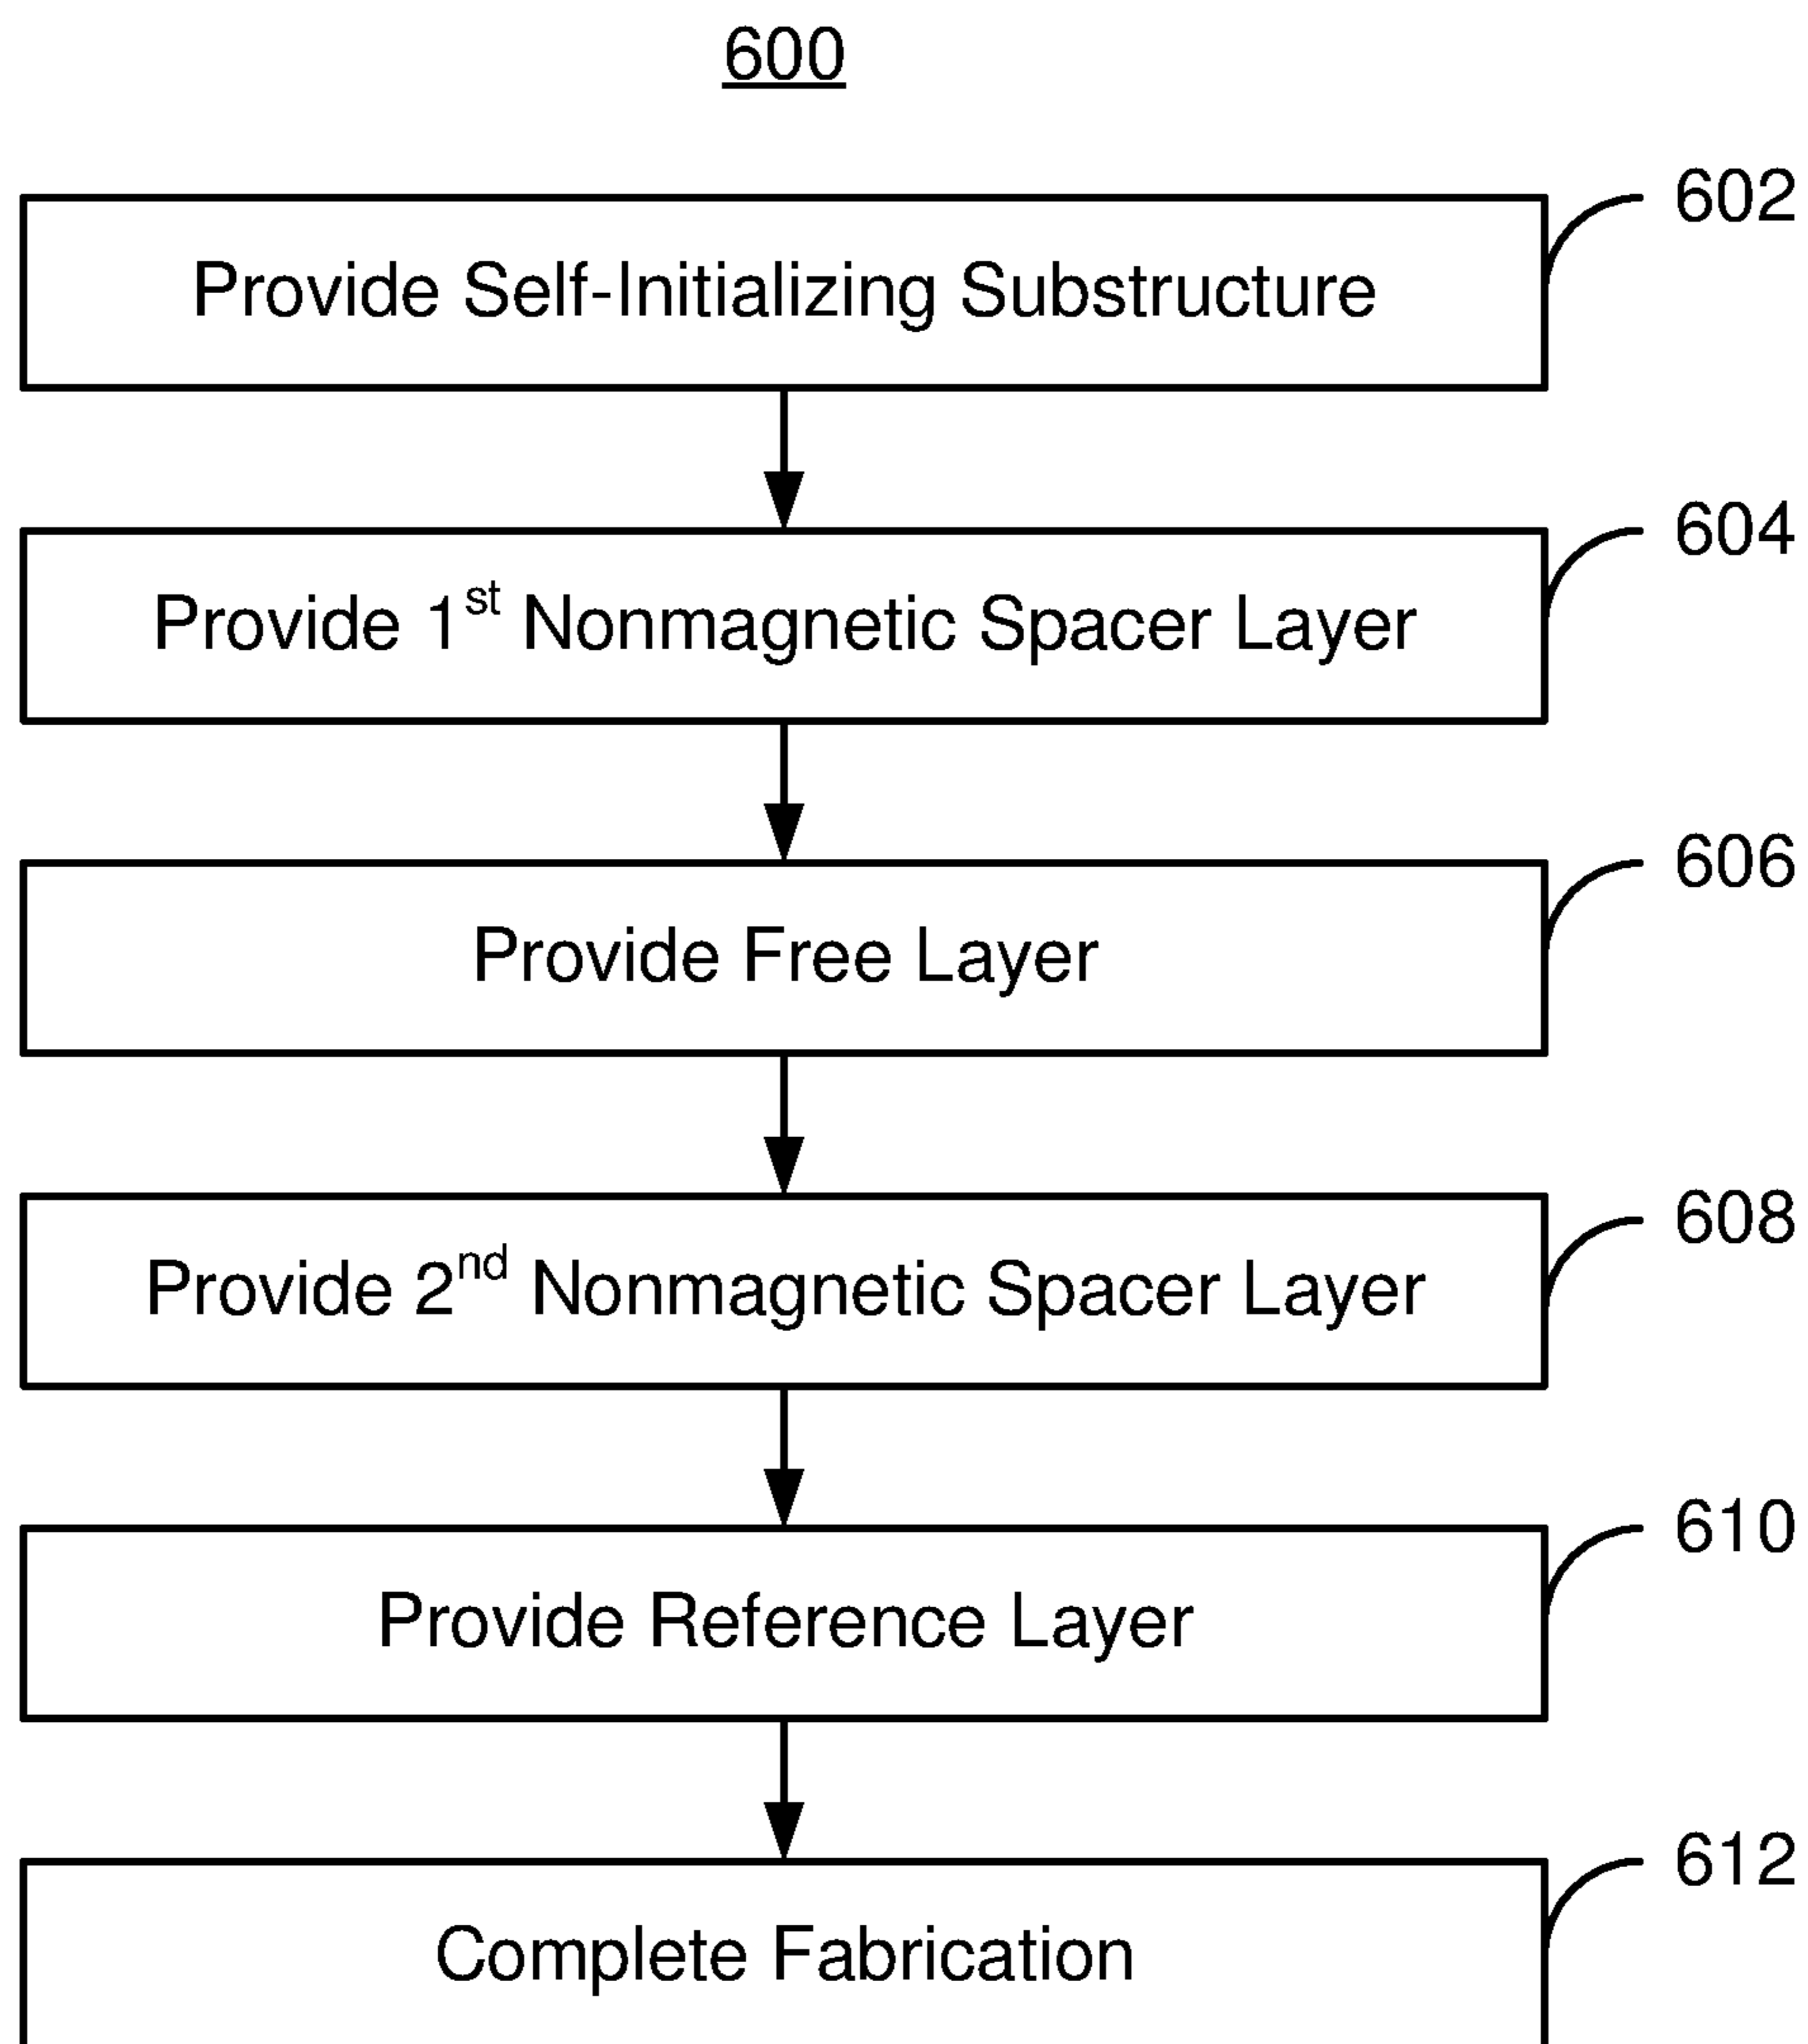 600
602
Provide Self-Initializing Substructure
604
Provide 1st Nonmagnetic Spacer Layer
606
Provide Free Layer
608
Provide 2nd Nonmagnetic Spacer Layer
610
Provide Reference Layer
612
Complete Fabrication